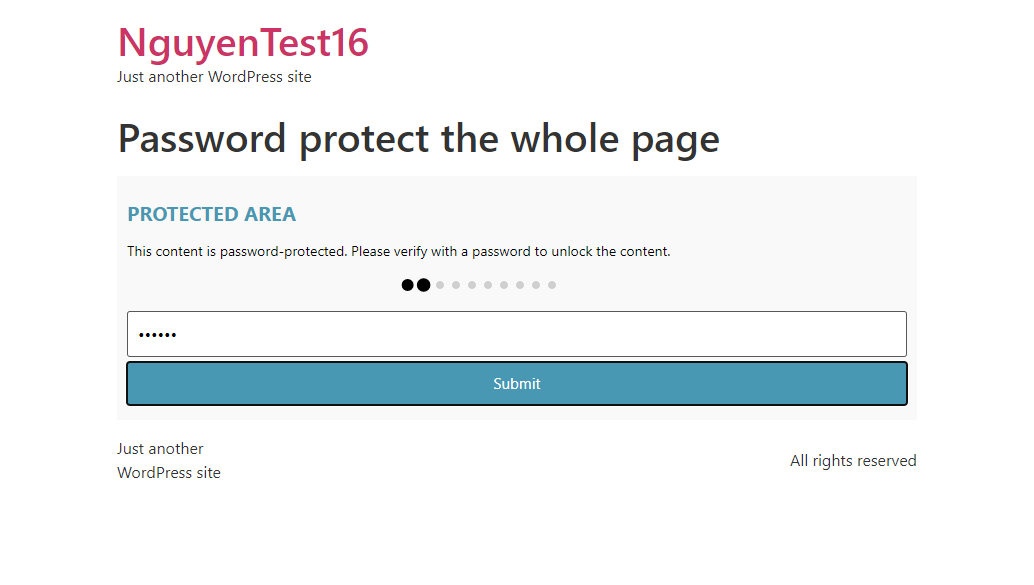 NguyenTest16
Just another WordPress site
Password protect the whole page
PROTECTED AREA
This content is password-protected. Please verify with a password to unlock the content.
••••••
Submit
Just another
WordPress site
All rights reserved